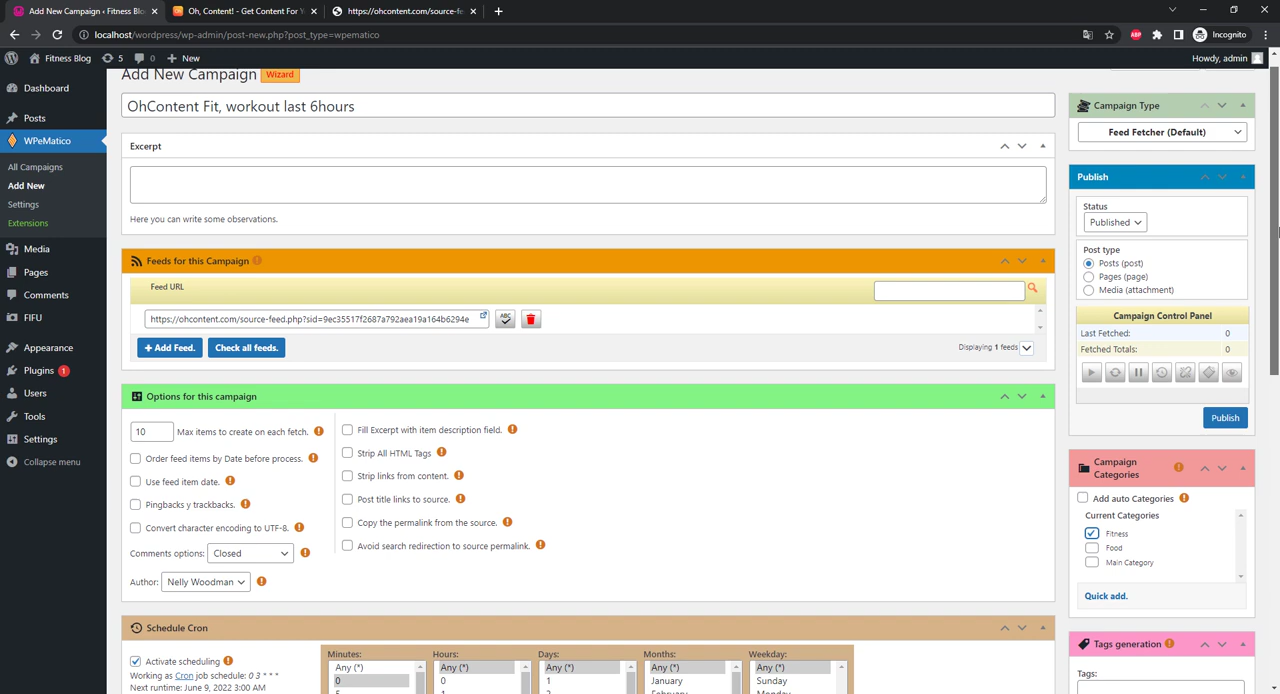 Add New Campaign ‹ Fitness Blo
Oh, Content! - Get Content For Y
https://ohcontent.com/source-fe
Incognito
localhost/wordpress/wp-admin/post-new.php?post_type=wpematico
ABP
Fitness Blog 5 0 New
Howdy, admin
Dashboard
Posts
WPeMatico
All Campaigns
Add New
Settings
Extensions
Media
Pages
Comments
FIFU
Appearance
Plugins 1
Users
Tools
Settings
Collapse menu
Add New Campaign Wizard
OhContent Fit, workout last 6hours
Excerpt
Here you can write some observations.
Feeds for this Campaign
Feed URL
https://ohcontent.com/source-feed.php?sid=9ec35517f2687a792aea19a164b6294e
ABC
Add Feed. Check all feeds.
Displaying 1 feeds
Options for this campaign
10 Max items to create on each fetch.
Order feed items by Date before process.
Use feed item date.
Pingbacks y trackbacks.
Convert character encoding to UTF-8.
Comments options: Closed
Author: Nelly Woodman
Fill Excerpt with item description field.
Strip All HTML Tags
Strip links from content.
Post title links to source.
Copy the permalink from the source.
Avoid search redirection to source permalink.
Schedule Cron
Activate scheduling
Working as Cron job schedule: 0 3 * * *
Next runtime: June 9, 2022 3:00 AM
Minutes:
Any (*)
0
5
Hours:
Any (*)
0
Days:
Any (*)
1
2
Months:
Any (*)
January
February
Weekday:
Any (*)
Sunday
Monday
Campaign Type
Feed Fetcher (Default)
Publish
Status
Published
Post type
Posts (post)
Pages (page)
Media (attachment)
Campaign Control Panel
Last Fetched: 0
Fetched Totals: 0
Publish
Campaign
Categories
Add auto Categories
Current Categories
Fitness
Food
Main Category
Quick add.
Tags generation
Tags: